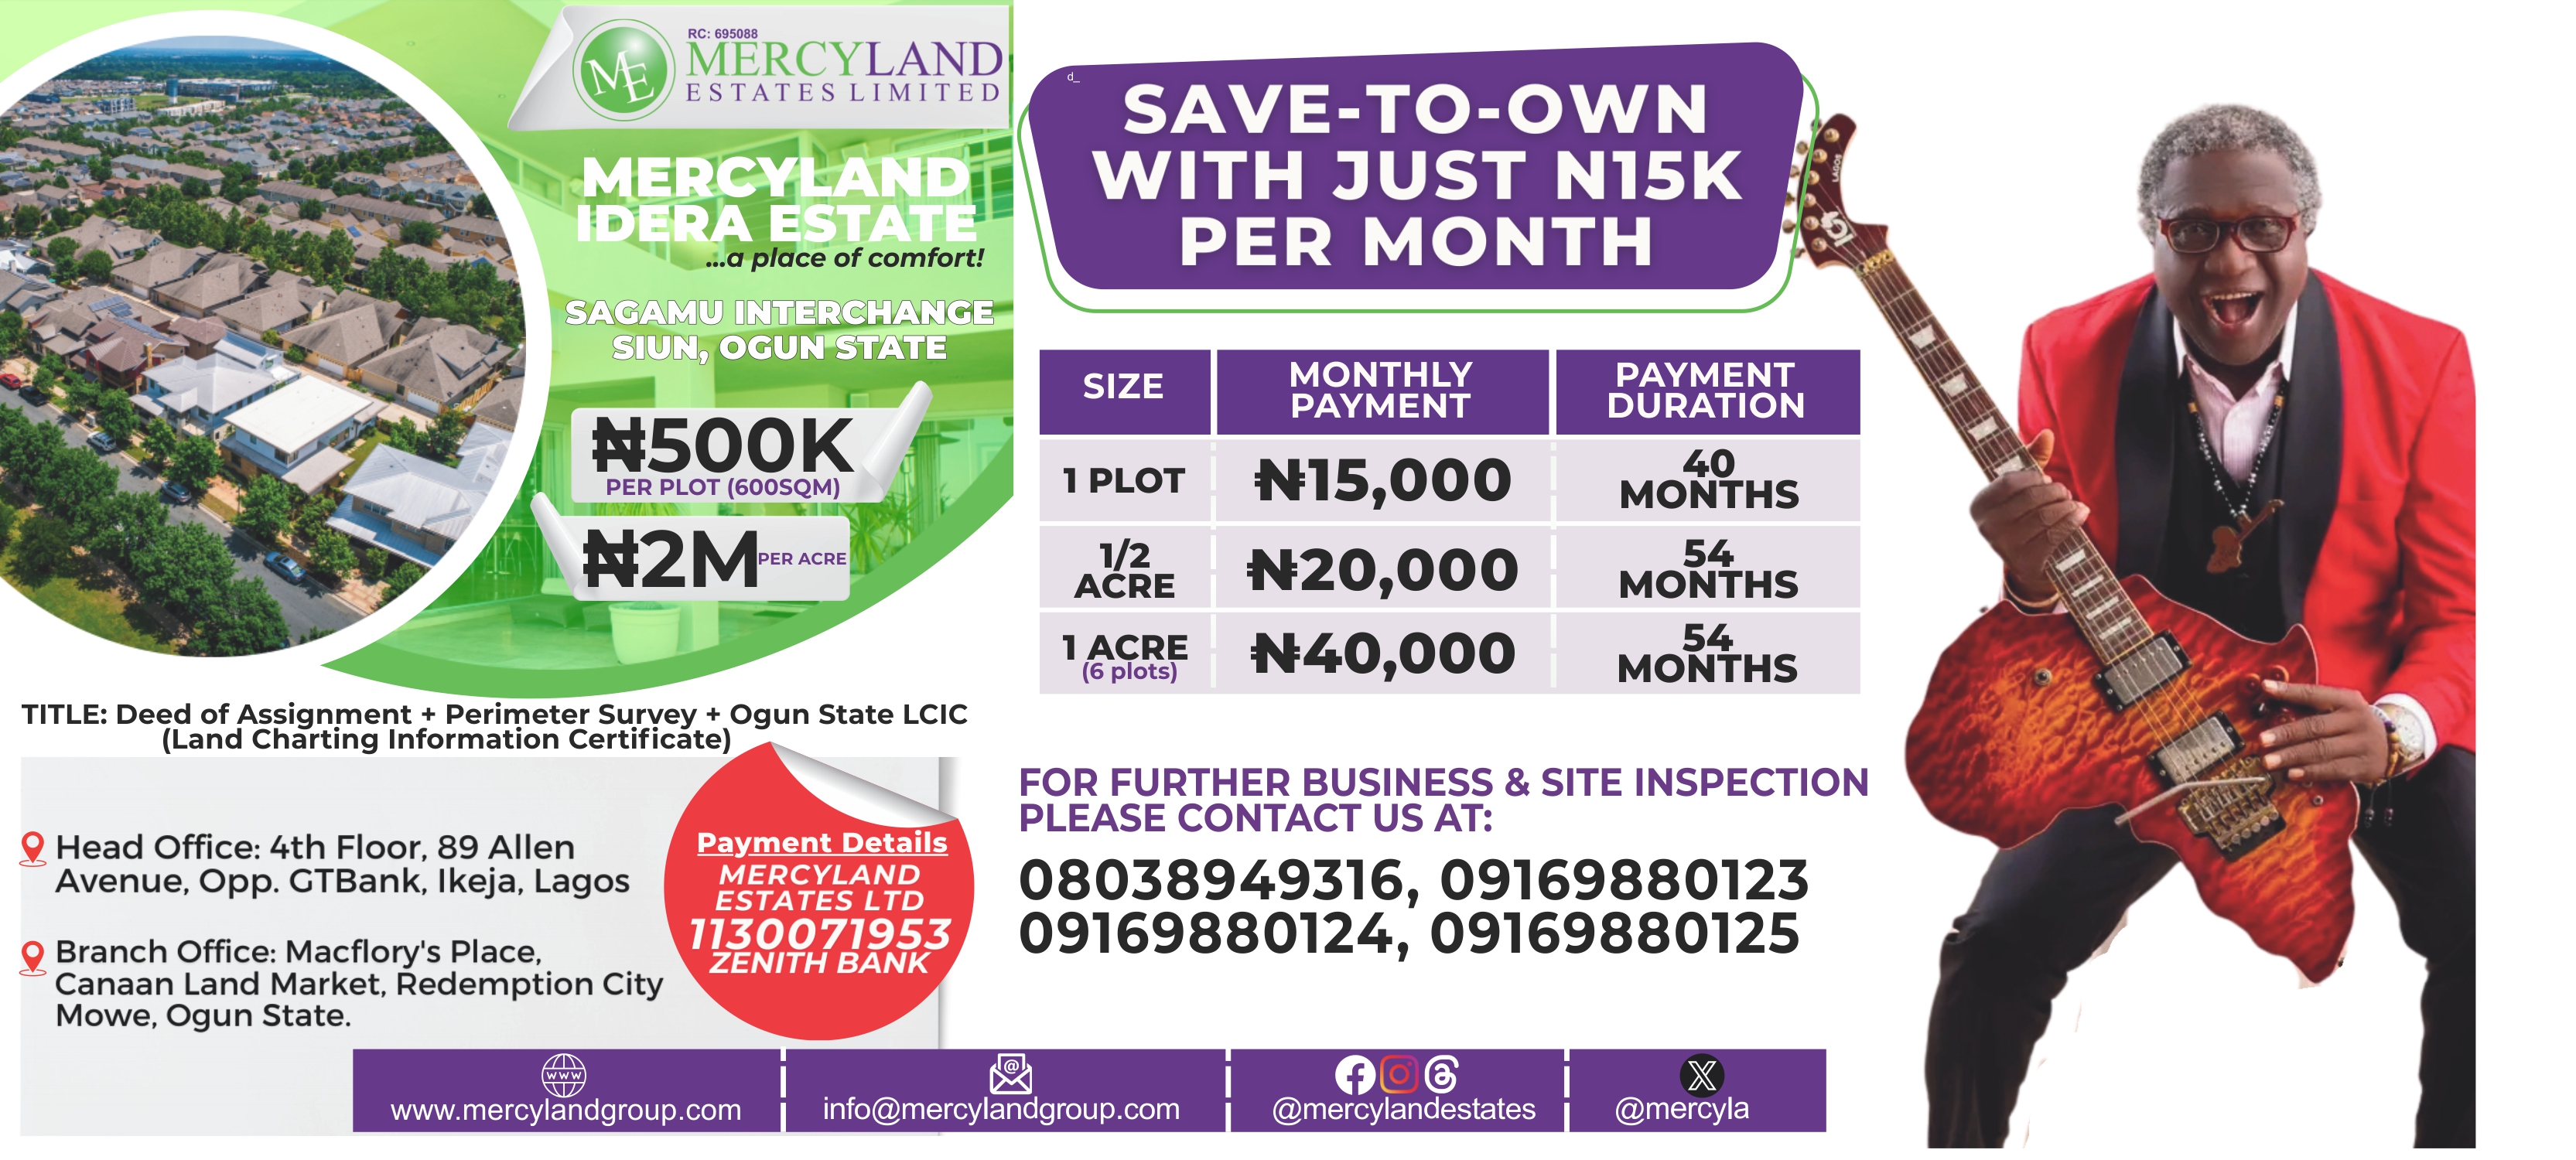 RC: 695088
ME
MERCYLAND
ESTATES LIMITED
MERCYLAND
IDERA ESTATE
...a place of comfort!
SAGAMU INTERCHANGE
SIUN, OGUN STATE
₦500K
PER PLOT (600SQM)
₦2M PER ACRE
TITLE: Deed of Assignment + Perimeter Survey + Ogun State LCIC
(Land Charting Information Certificate)
Head Office: 4th Floor, 89 Allen
Avenue, Opp. GTBank, Ikeja, Lagos
Branch Office: Macflory's Place,
Canaan Land Market, Redemption City
Mowe, Ogun State.
Payment Details
MERCYLAND
ESTATES LTD
1130071953
ZENITH BANK
d_
SAVE-TO-OWN
WITH JUST N15K
PER MONTH
SIZE
MONTHLY
PAYMENT
PAYMENT
DURATION
1 PLOT
₦15,000
40
MONTHS
1/2
ACRE
₦20,000
54
MONTHS
1 ACRE
(6 plots)
₦40,000
54
MONTHS
FOR FURTHER BUSINESS & SITE INSPECTION
PLEASE CONTACT US AT:
08038949316, 09169880123
09169880124, 09169880125
LAGOS
www
www.mercylandgroup.com
@
info@mercylandgroup.com
@mercylandestates
@mercyla